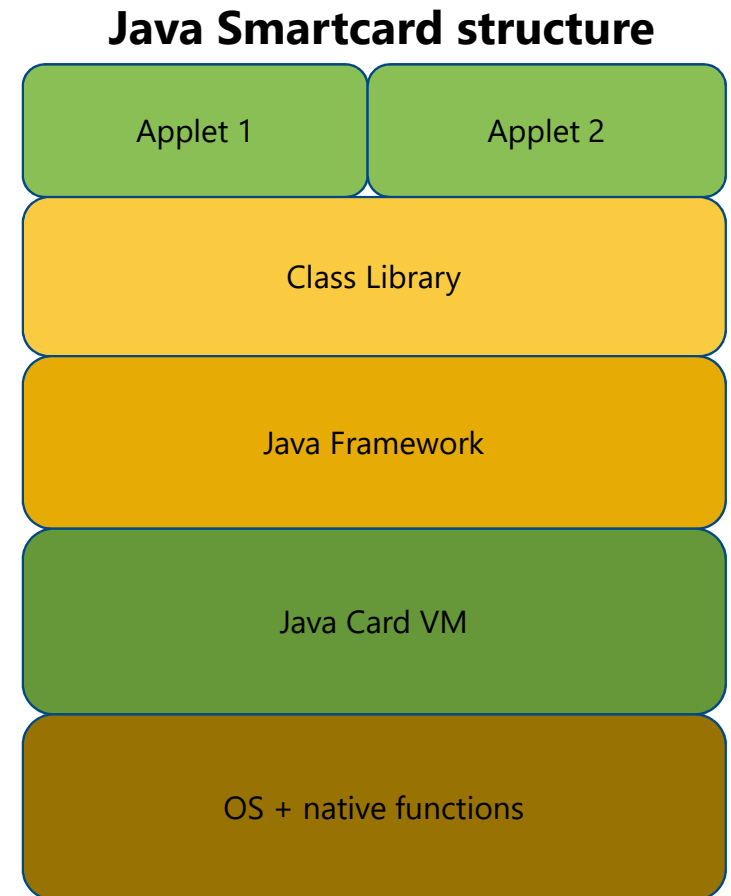 Java Smartcard structure
Applet 1
Applet 2
Class Library
Java Framework
Java Card VM
OS + native functions